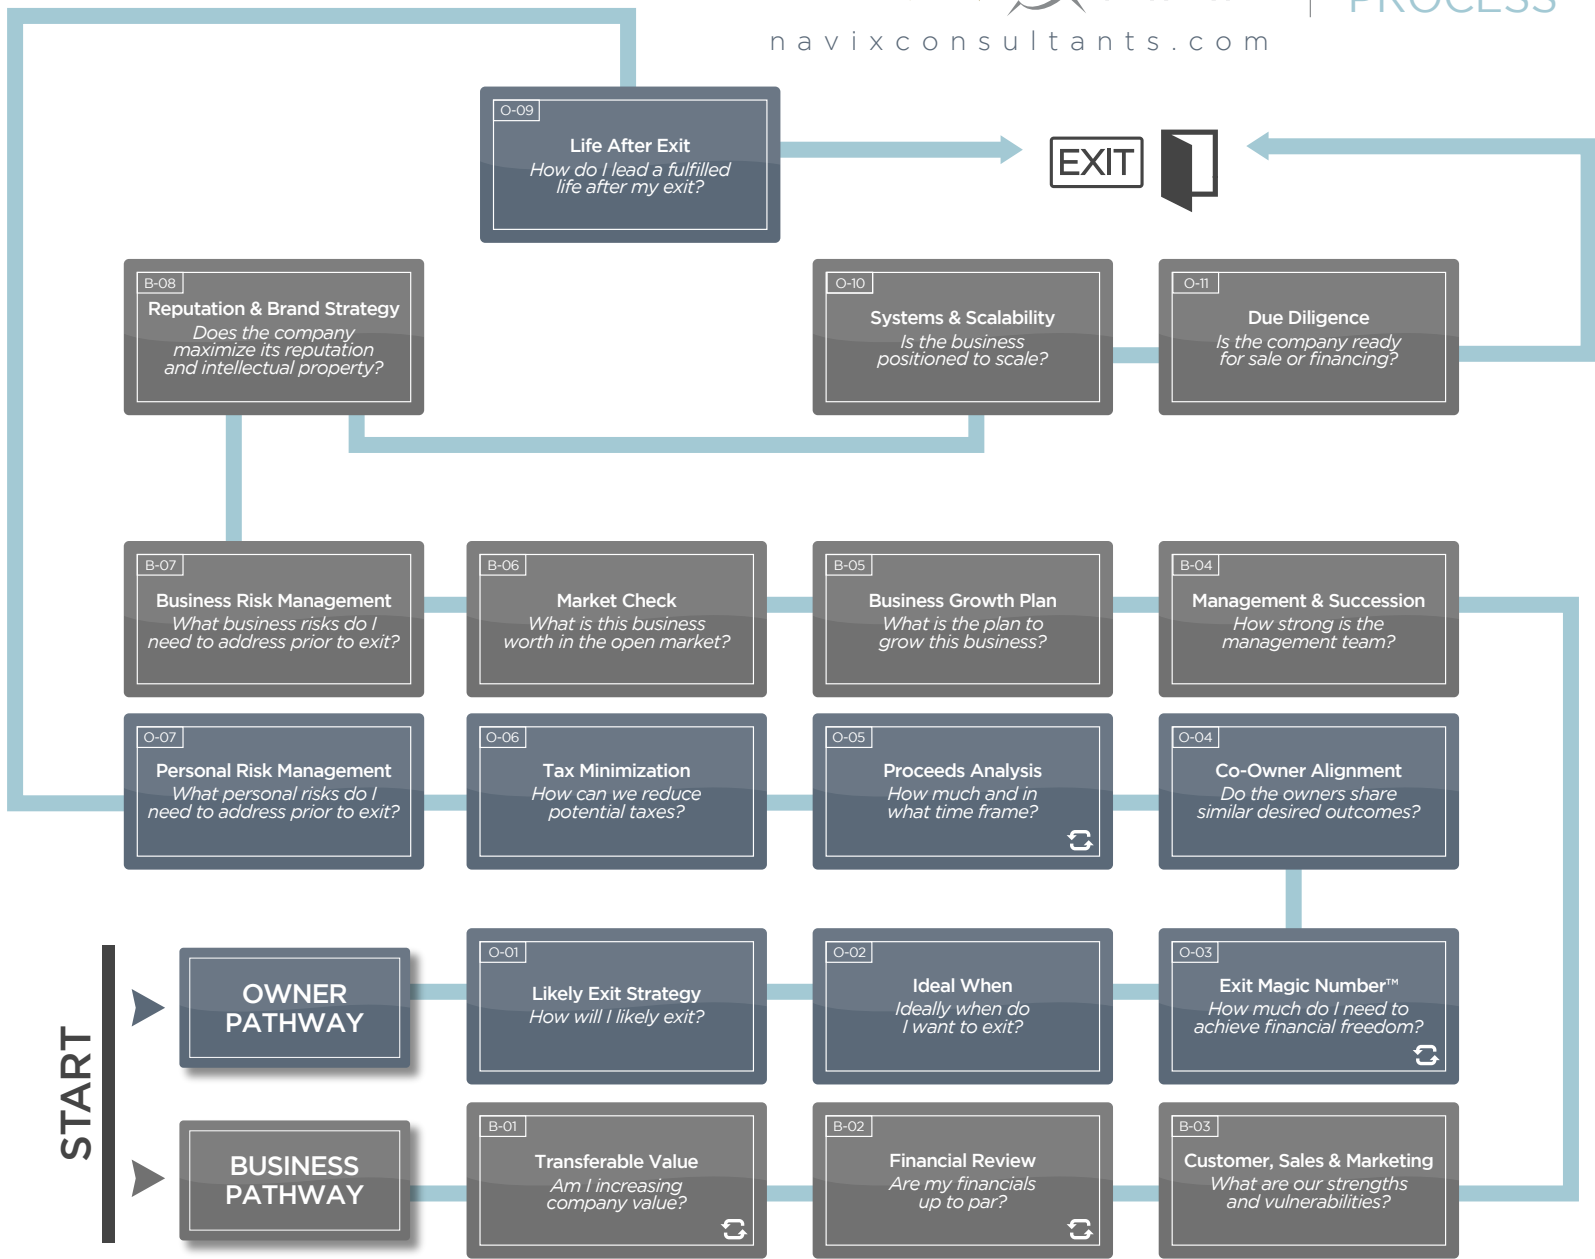 PROCESS
navixconsultants.com
O-09
Life After Exit
How do I lead a fulfilled
life after my exit?
EXIT
B-08
Reputation & Brand Strategy
Does the company
maximize its reputation
and intellectual property?
O-10
Systems & Scalability
Is the business
positioned to scale?
O-11
Due Diligence
Is the company ready
for sale or financing?
B-07
Business Risk Management
What business risks do I
need to address prior to exit?
B-06
Market Check
What is this business
worth in the open market?
B-05
Business Growth Plan
What is the plan to
grow this business?
B-04
Management & Succession
How strong is the
management team?
O-07
Personal Risk Management
What personal risks do I
need to address prior to exit?
O-06
Tax Minimization
How can we reduce
potential taxes?
O-05
Proceeds Analysis
How much and in
what time frame?
O-04
Co-Owner Alignment
Do the owners share
similar desired outcomes?
START
OWNER
PATHWAY
O-01
Likely Exit Strategy
How will I likely exit?
O-02
Ideal When
Ideally when do
I want to exit?
O-03
Exit Magic Number™
How much do I need to
achieve financial freedom?
BUSINESS
PATHWAY
B-01
Transferable Value
Am I increasing
company value?
B-02
Financial Review
Are my financials
up to par?
B-03
Customer, Sales & Marketing
What are our strengths
and vulnerabilities?